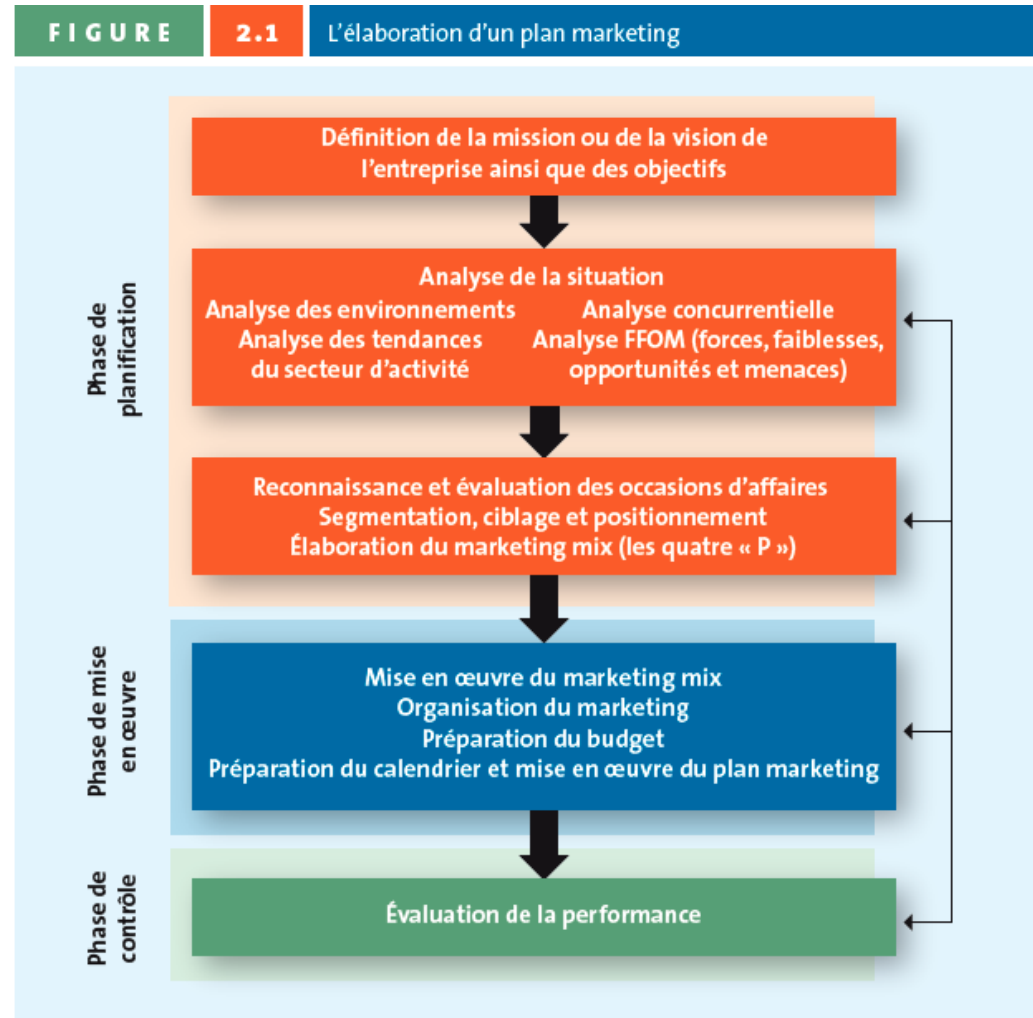 FIGURE 2.1 L'élaboration d'un plan marketing
Phase de
planification
Définition de la mission ou de la vision de
l'entreprise ainsi que des objectifs
Analyse de la situation
Analyse des environnements
Analyse des tendances
du secteur d'activité
Analyse concurrentielle
Analyse FFOM (forces, faiblesses,
opportunités et menaces)
Reconnaissance et évaluation des occasions d'affaires
Segmentation, ciblage et positionnement
Élaboration du marketing mix (les quatre « P »)
Phase de mise
en œuvre
Mise en œuvre du marketing mix
Organisation du marketing
Préparation du budget
Préparation du calendrier et mise en œuvre du plan marketing
Phase de
contrôle
Évaluation de la performance